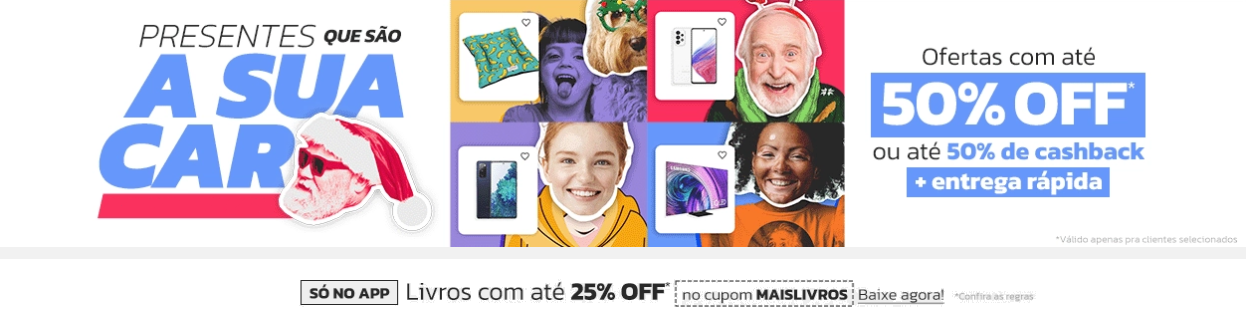 PRESENTES QUE SÃO
A SUA
CAR
Ofertas com até
50% OFF*
ou até 50% de cashback
+ entrega rápida
*Válido apenas pra clientes selecionados
SÓ NO APP Livros com até 25% OFF* no cupom MAISLIVROS Baixe agora! *Confira as regras